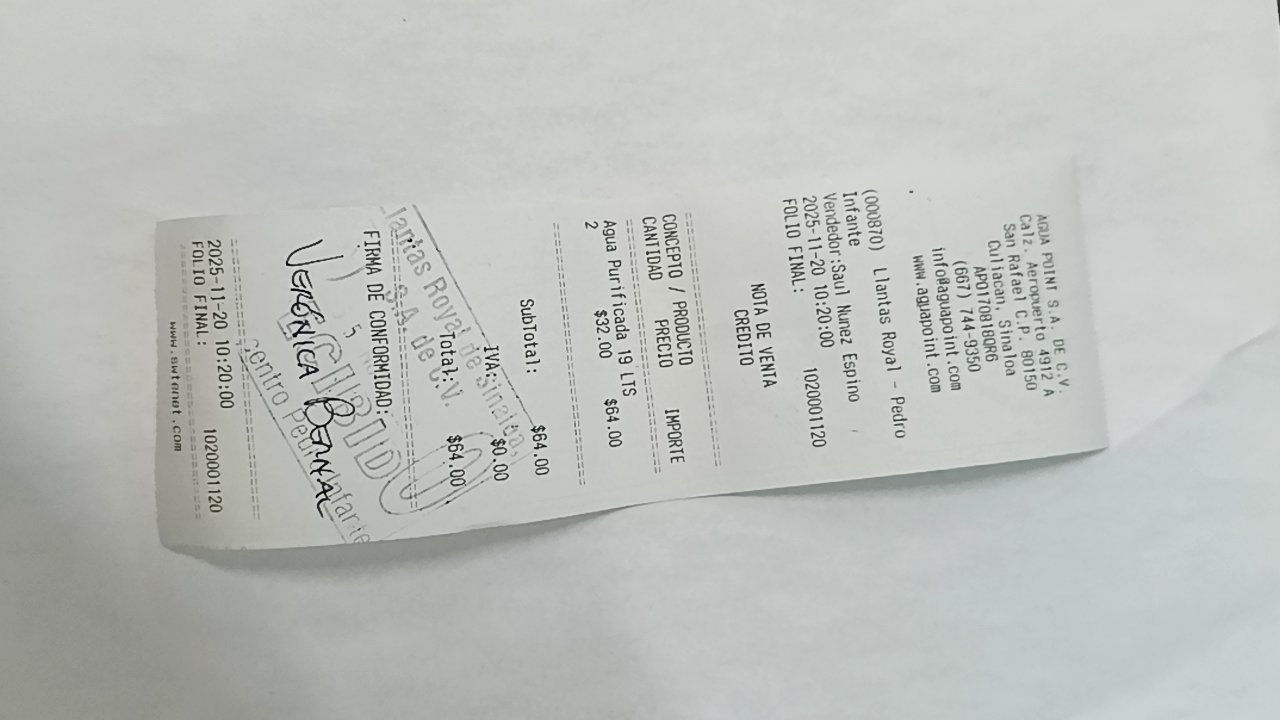 AGUA POINT S.A. DE C.V.
Calz. Aeropuerto 4912 A
San Rafael C.P. 80150
Culiacan, Sinaloa
APO170818QR6
(667) 744-9350
info@aguapoint.com
www.aguapoint.com
(000870) Llantas Royal - Pedro
Infante
Vendedor:Saul Nunez Espino
2025-11-20 10:20:00
FOLIO FINAL: 1020001120
NOTA DE VENTA
CREDITO
CONCEPTO / PRODUCTO
CANTIDAD PRECIO IMPORTE
Agua Purificada 19 LTS
2 $32.00 $64.00
SubTotal: $64.00
IVA: $0.00
Total: $64.00
Llantas Royal de Sinaloa,
S.A. de C.V.
FIRMA DE CONFORMIDAD:
RECIBIDO
VERÓNICA BERNAL
Centro Pedro Infante
2025-11-20 10:20:00
FOLIO FINAL: 1020001120
www.swtenet.com